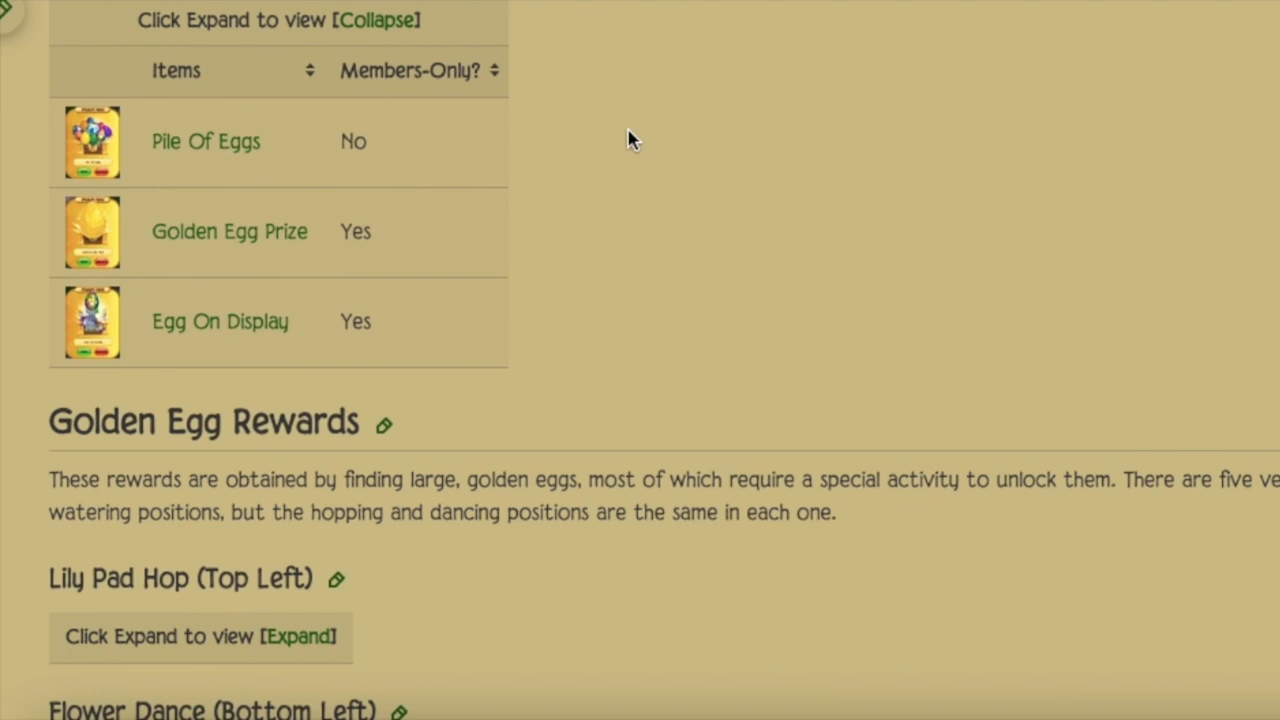 Click Expand to view [Collapse]
Items Members-Only?
Pile Of Eggs No
Golden Egg Prize Yes
Egg On Display Yes
Golden Egg Rewards
These rewards are obtained by finding large, golden eggs, most of which require a special activity to unlock them. There are five ve
watering positions, but the hopping and dancing positions are the same in each one.
Lily Pad Hop (Top Left)
Click Expand to view [Expand]
Flower Dance (Bottom Left)